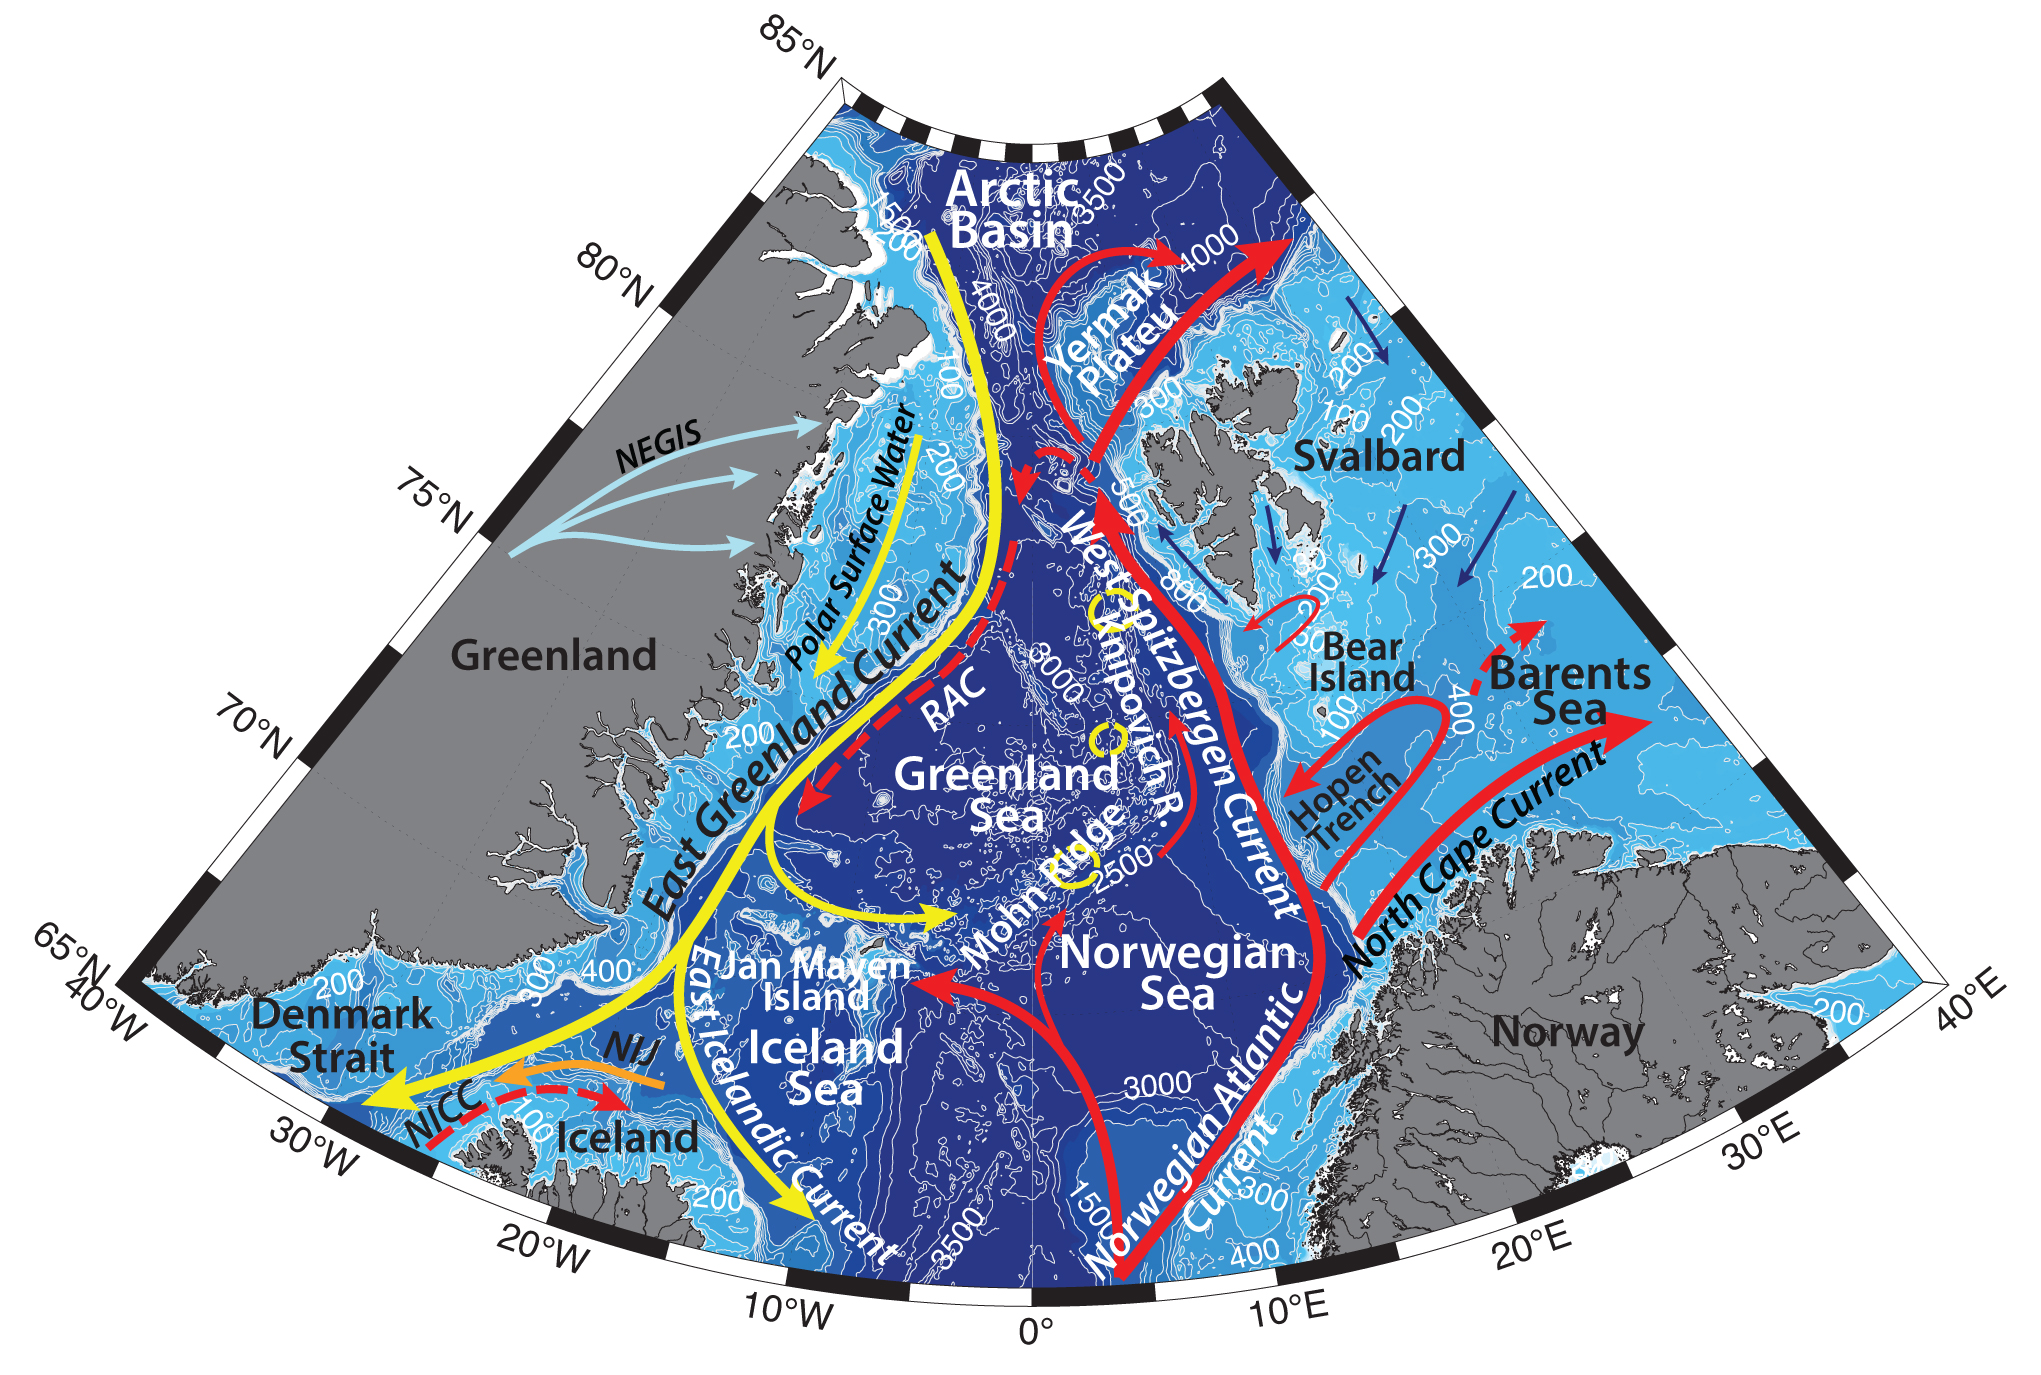 85°N
80°N
75°N
70°N
65°N
40°W
30°W
20°W
10°W
0°
10°E
20°E
30°E
40°E
Arctic
Basin
3500
1500
200
4000
4000
Yermak
Plateu
100
300
200
100
200
Svalbard
NEGIS
Polar Surface Water
200
300
500
West Spitzbergen Current
800
300
200
200
Greenland
East Greenland Current
RAC
3000
Knipovich R.
Bear
Island
100
400
Barents
Sea
200
Greenland
Sea
Hopen
Trench
North Cape Current
Mohn Ridge
2500
Norwegian
Sea
Jan Mayen
Island
Iceland
Sea
East Icelandic Current
300
400
200
Denmark
Strait
NIJ
NICC
100
Iceland
200
3500
3000
1500
Norwegian Atlantic
Current
300
400
Norway
200